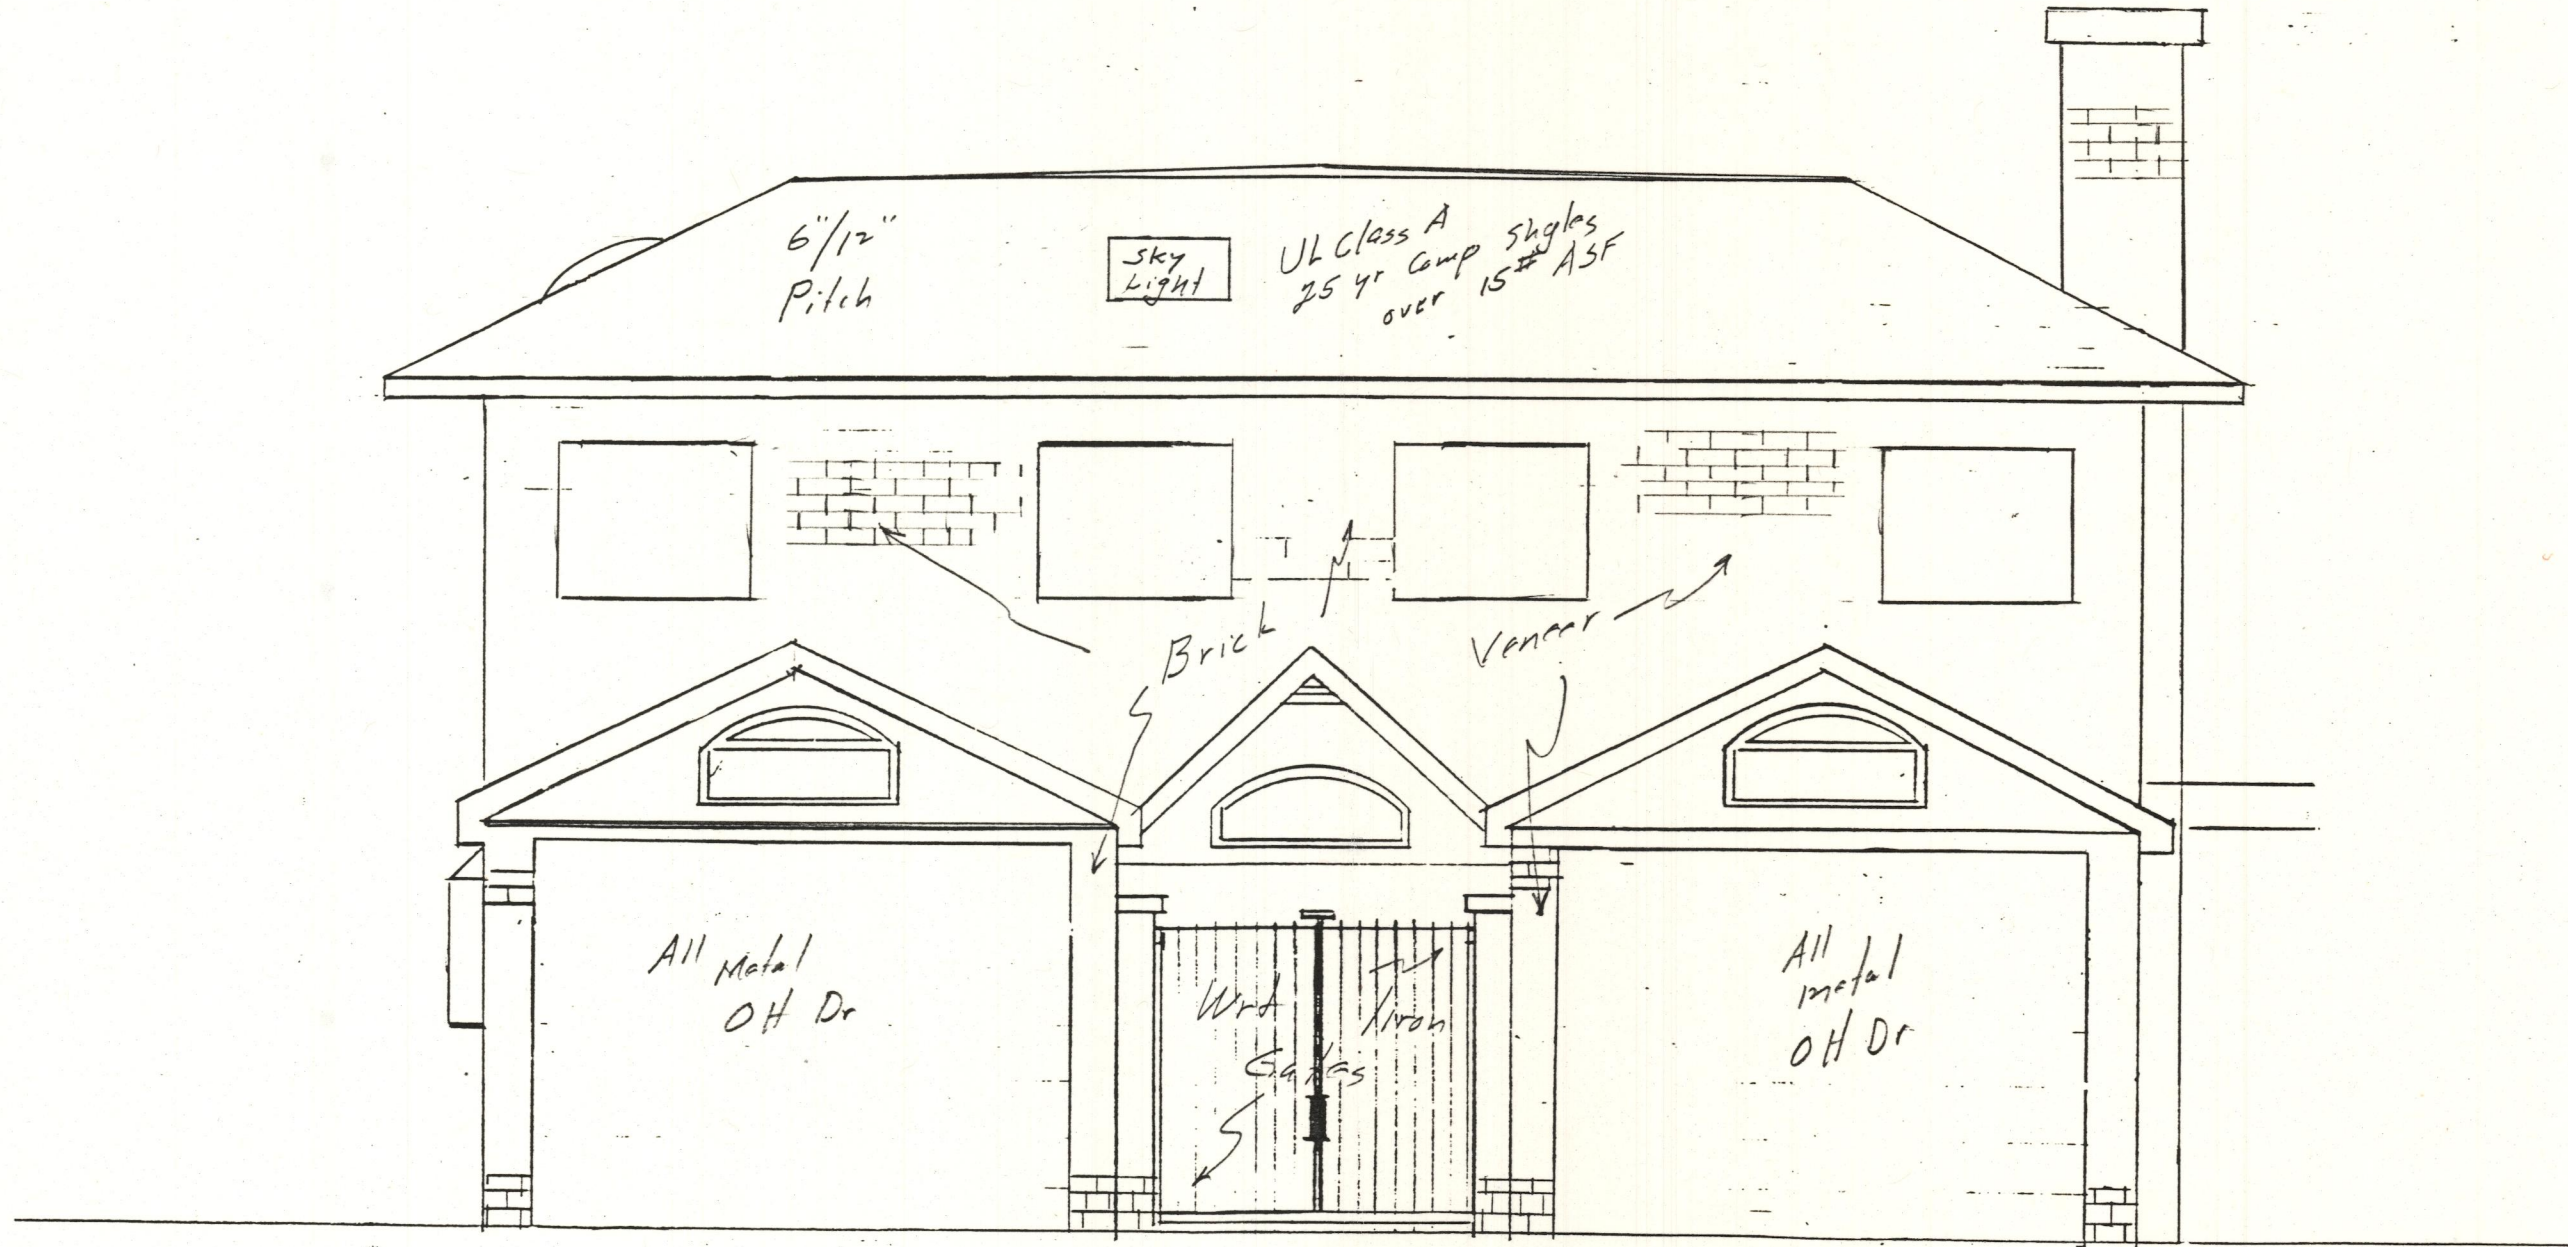 6"/12"
Pitch
Sky
Light
UL Class A
25 yr Comp Shgles
over 15# ASF
Brick
Veneer
All Metal
OH Dr
Wrt Iron
Gates
All
metal
OH Dr